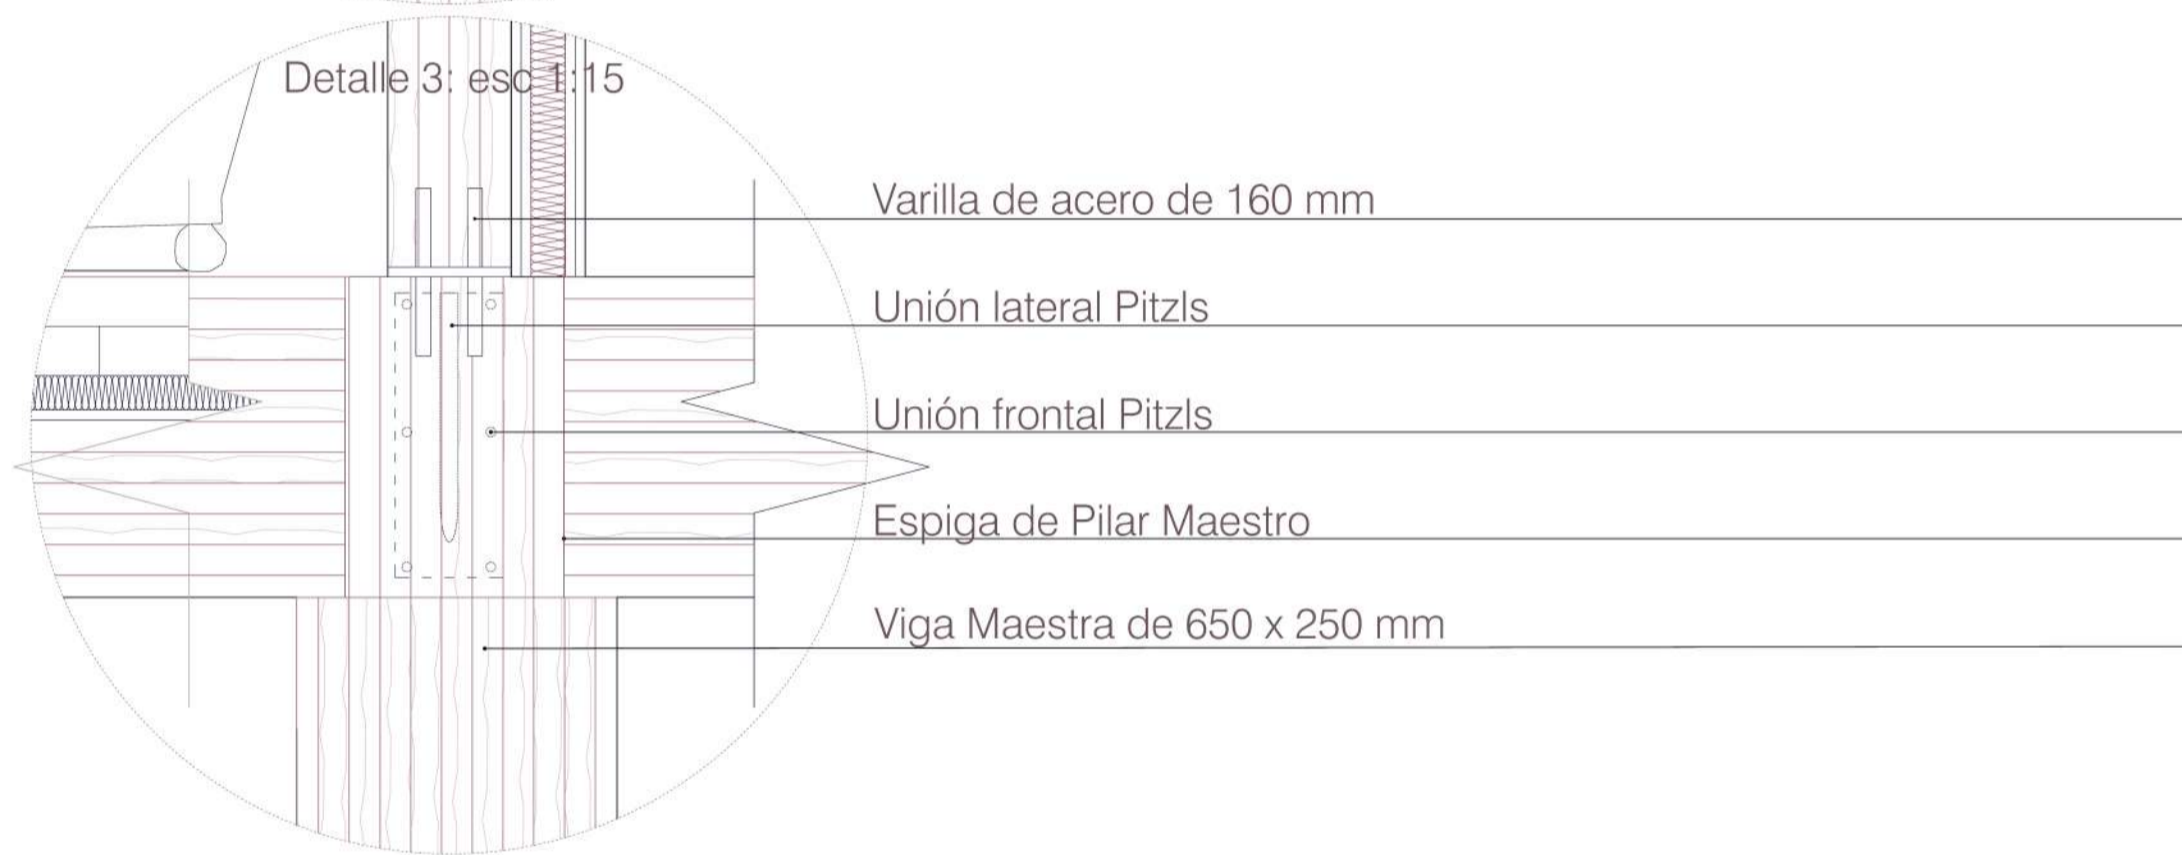 Detalle 3: esc 1:15
Varilla de acero de 160 mm
Unión lateral Pitzls
Unión frontal Pitzls
Espiga de Pilar Maestro
Viga Maestra de 650 x 250 mm